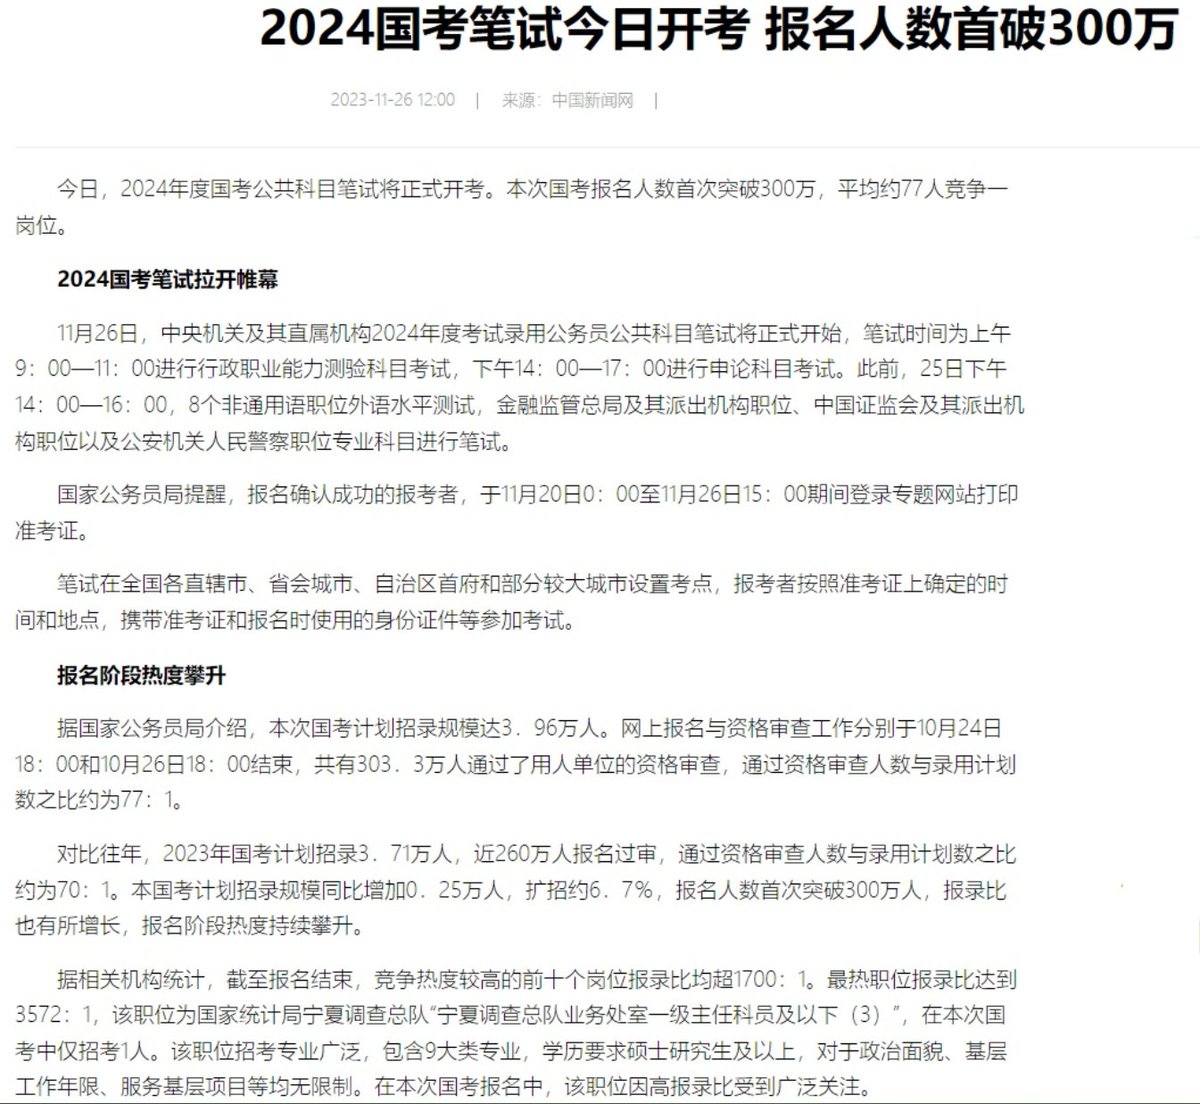 2024国考笔试今日开考 报名人数首破300万
2023-11-26 12:00 | 来源：中国新闻网 |
今日，2024年度国考公共科目笔试将正式开考。本次国考报名人数首次突破300万，平均约77人竞争一
岗位。
2024国考笔试拉开帷幕
11月26日，中央机关及其直属机构2024年度考试录用公务员公共科目笔试将正式开始，笔试时间为上午
9：00—11：00进行行政职业能力测验科目考试，下午14：00—17：00进行申论科目考试。此前，25日下午
14：00—16：00，8个非通用语职位外语水平测试，金融监管总局及其派出机构职位、中国证监会及其派出机
构职位以及公安机关人民警察职位专业科目进行笔试。
国家公务员局提醒，报名确认成功的报考者，于11月20日0：00至11月26日15：00期间登录专题网站打印
准考证。
笔试在全国各直辖市、省会城市、自治区首府和部分较大城市设置考点，报考者按照准考证上确定的时
间和地点，携带准考证和报名时使用的身份证件等参加考试。
报名阶段热度攀升
据国家公务员局介绍，本次国考计划招录规模达3．96万人。网上报名与资格审查工作分别于10月24日
18：00和10月26日18：00结束，共有303．3万人通过了用人单位的资格审查，通过资格审查人数与录用计划
数之比约为77：1。
对比往年，2023年国考计划招录3．71万人，近260万人报名过审，通过资格审查人数与录用计划数之比
约为70：1。本国考计划招录规模同比增加0．25万人，扩招约6．7%，报名人数首次突破300万人，报录比
也有所增长，报名阶段热度持续攀升。
据相关机构统计，截至报名结束，竞争热度较高的前十个岗位报录比均超1700：1。最热职位报录比达到
3572：1，该职位为国家统计局宁夏调查总队“宁夏调查总队业务处室一级主任科员及以下（3）”，在本次国
考中仅招考1人。该职位招考专业广泛，包含9大类专业，学历要求硕士研究生及以上，对于政治面貌、基层
工作年限、服务基层项目等均无限制。在本次国考报名中，该职位因高报录比受到广泛关注。